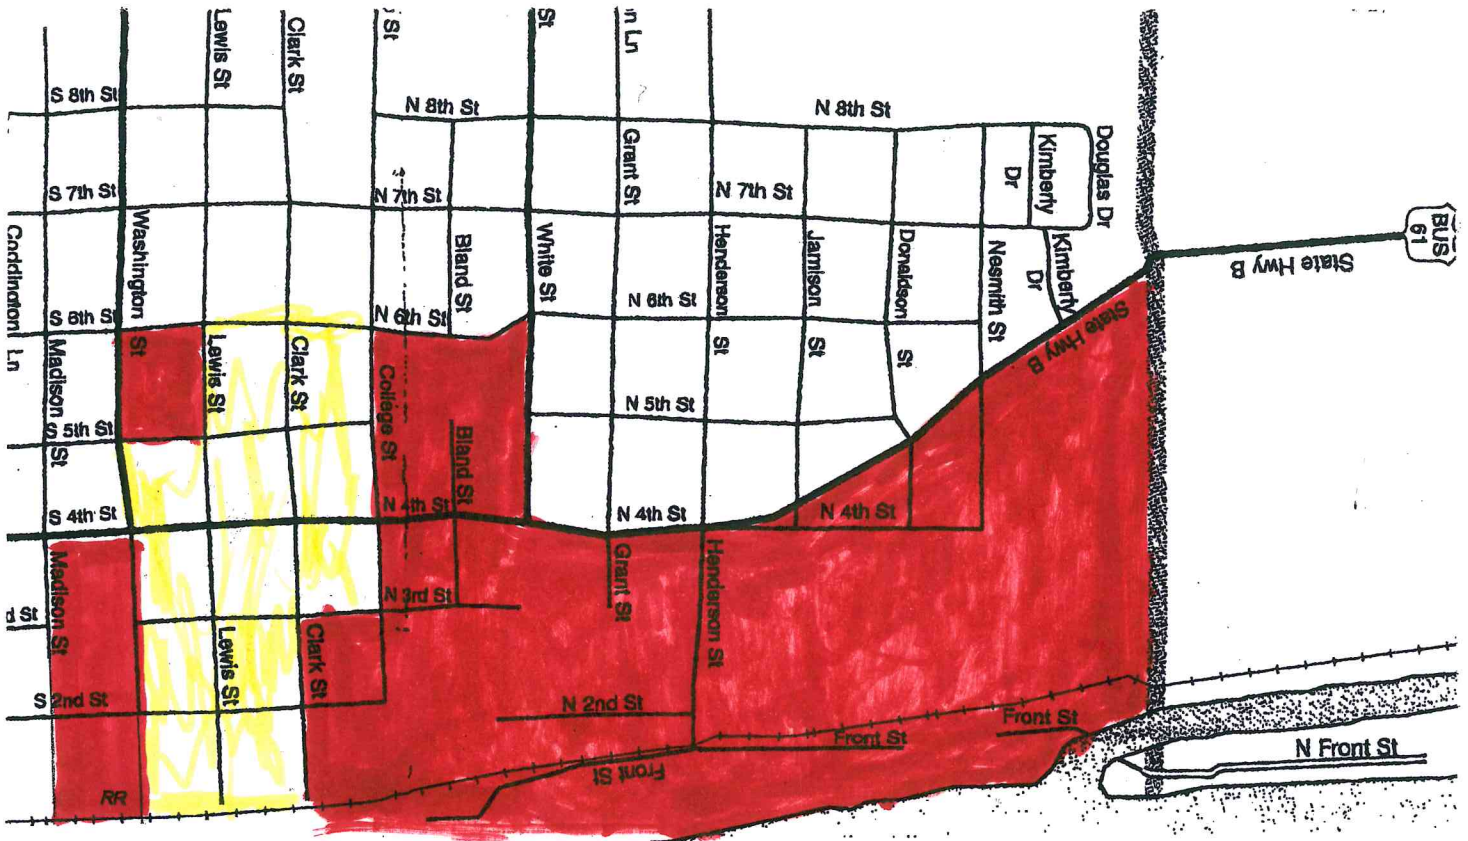 Lewis St
Clark St
St
St
n Ln
S 8th St
N 8th St
N 8th St
Grant St
Kimberly
Dr
Douglas Dr
S 7th St
N 7th St
N 7th St
Coddington Ln
Washington St
Bland St
White St
Henderson St
Jamison St
Donaldson St
Nesmith St
Kimberly Dr
State Hwy B
BUS
61
S 6th St
N 6th St
N 6th St
State Hwy B
Madison St
Lewis St
Clark St
College St
S 5th St
N 5th St
Bland St
S 4th St
N 4th St
N 4th St
N 4th St
Madison St
Grant St
Henderson St
d St
N 3rd St
Lewis St
Clark St
S 2nd St
N 2nd St
Front St
Front St
N Front St
Front St
RR